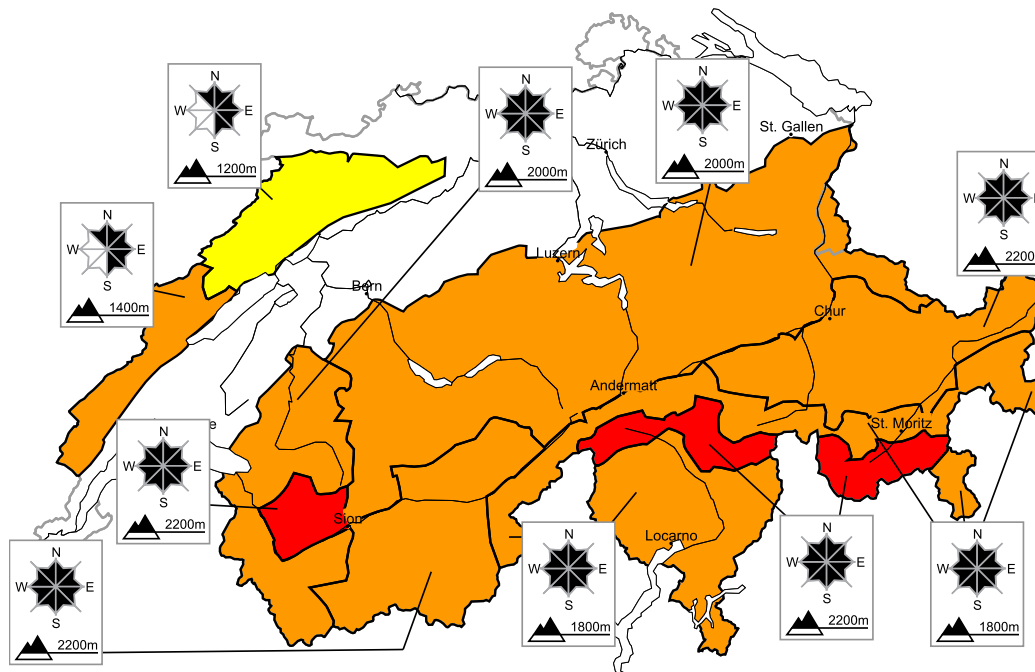 N
W E
S
1200m
N
W E
S
2000m
N
W E
S
2000m
St. Gallen
Zürich
N
W
S
2200
N
W E
S
1400m
Luzern
Bern
Chur
Andermatt
St. Moritz
e
N
W E
S
2200m
Sion
Locarno
N
W E
S
2200m
N
W E
S
1800m
N
W E
S
2200m
N
W E
S
1800m